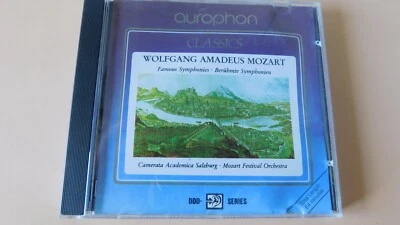 aurophon
CLASSICS
WOLFGANG AMADEUS MOZART
Famous Symphonies · Berühmte Symphonien
Camerata Academica Salzburg · Mozart Festival Orchestra
DDD-
SERIES